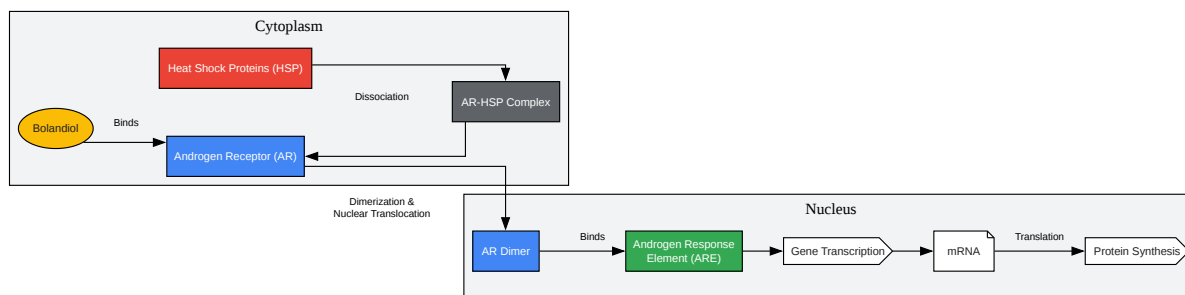 Cytoplasm
Heat Shock Proteins (HSP)
Dissociation
AR-HSP Complex
Bolandiol
Binds
Androgen Receptor (AR)
Dimerization &
Nuclear Translocation
Nucleus
AR Dimer
Binds
Androgen Response
Element (ARE)
Gene Transcription
mRNA
Translation
Protein Synthesis